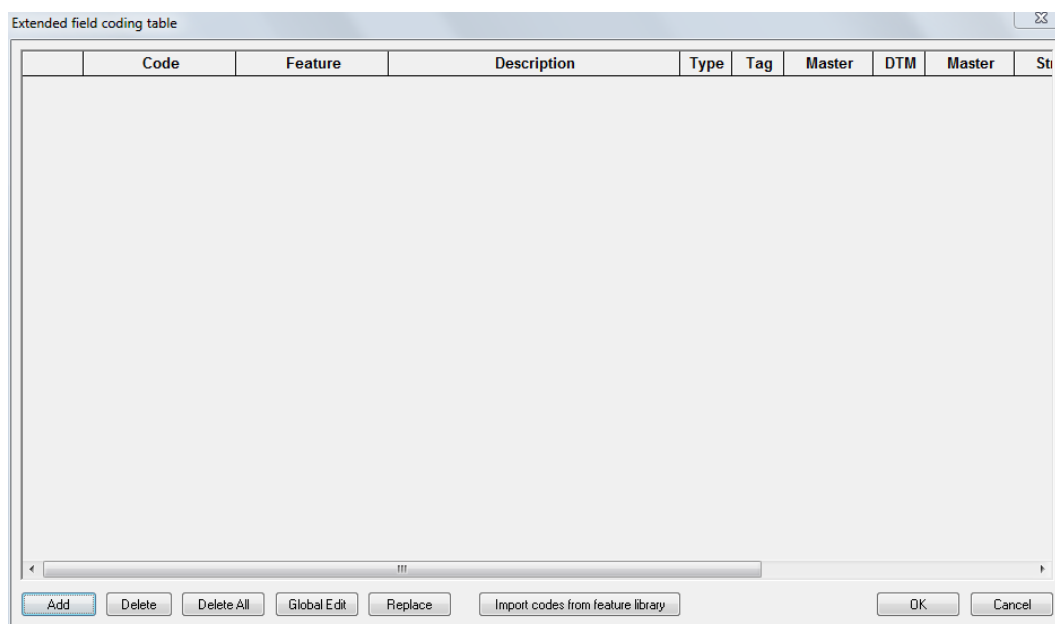 Extended field coding table
Code Feature Description Type Tag Master DTM Master Str
Add Delete Delete All Global Edit Replace Import codes from feature library OK Cancel